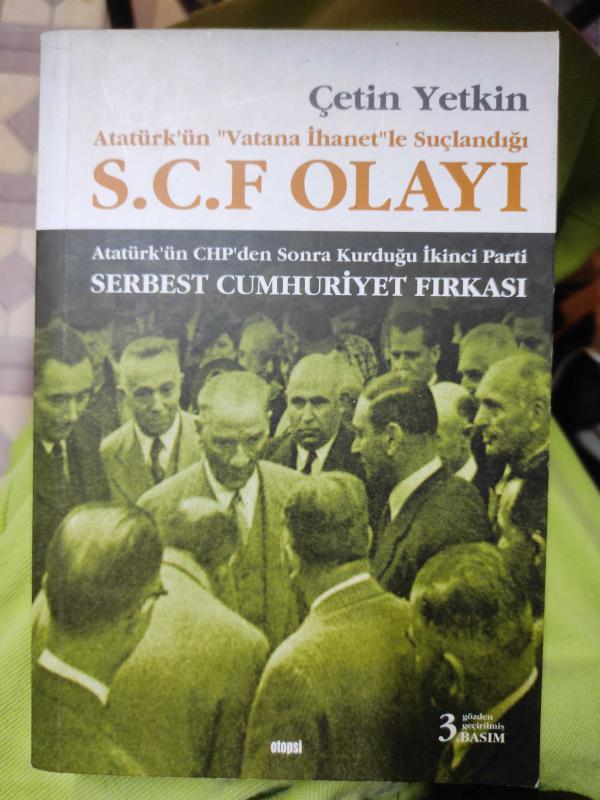 Çetin Yetkin
Atatürk'ün "Vatana İhanet"le Suçlandığı
S.C.F OLAYI
Atatürk'ün CHP'den Sonra Kurduğu İkinci Parti
SERBEST CUMHURİYET FIRKASI
3. gözden
geçirilmiş
BASIM
otopsi